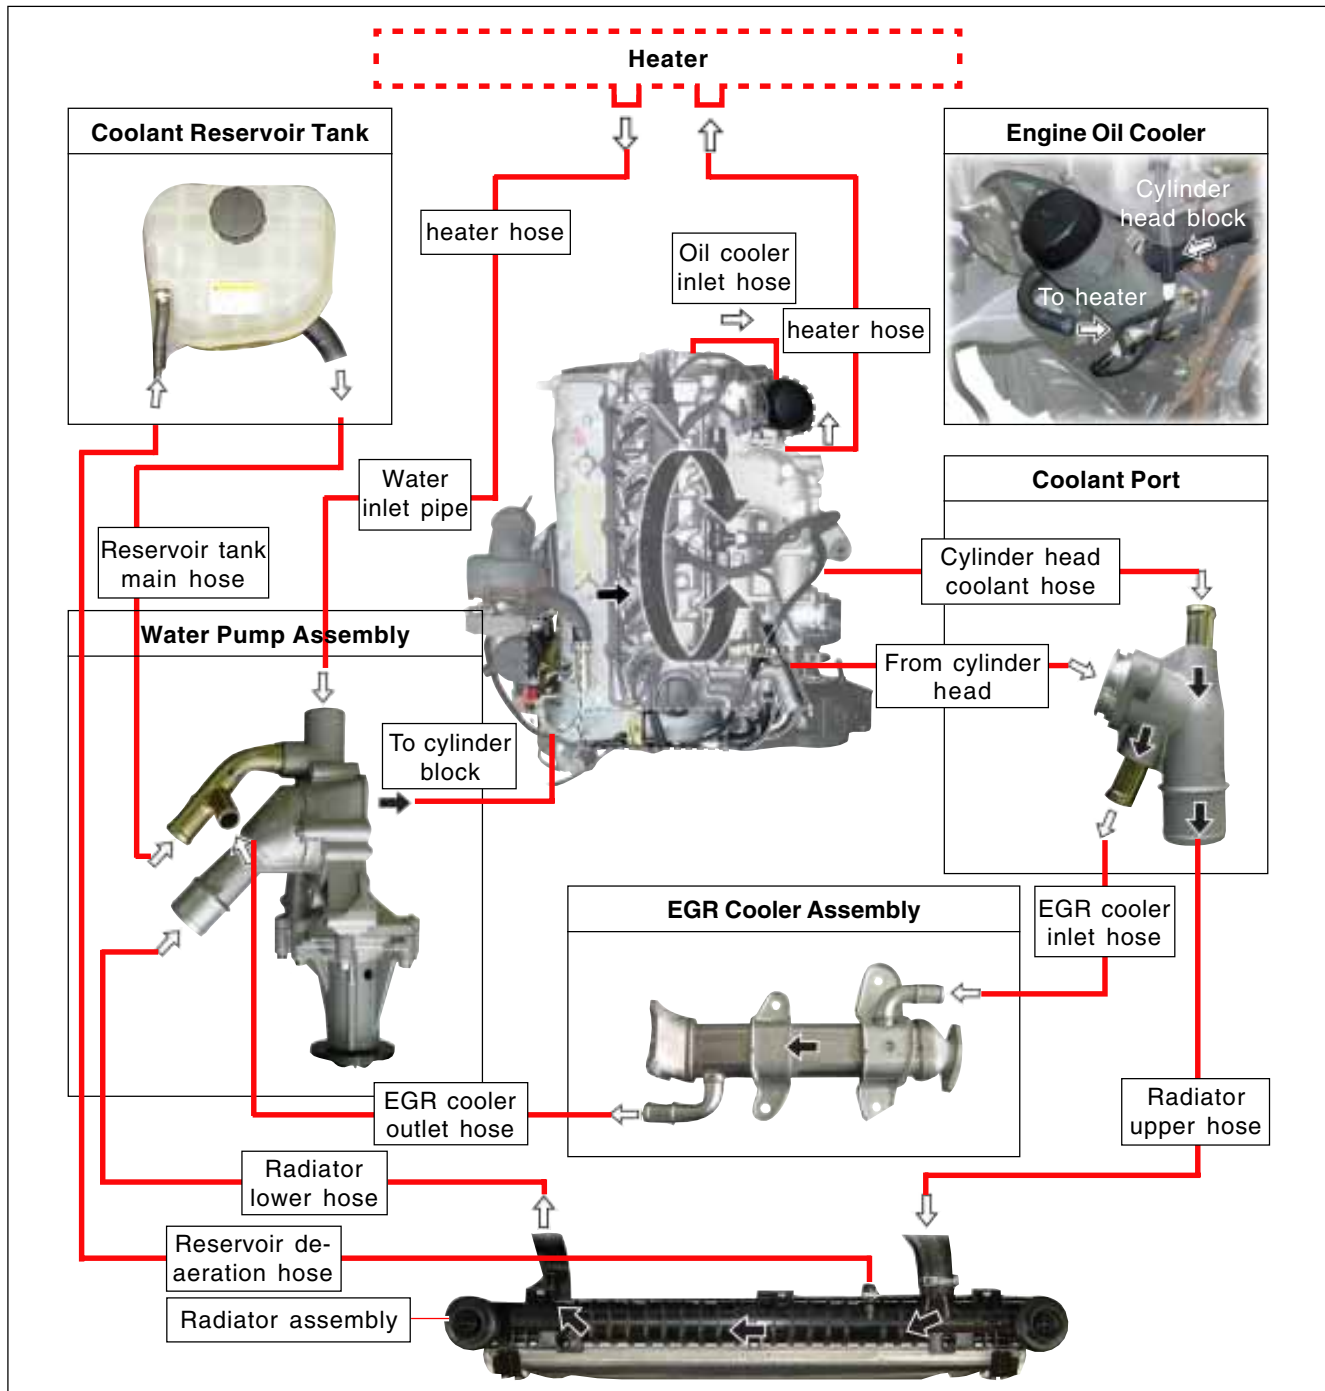 Heater
Coolant Reservoir Tank
Engine Oil Cooler
Cylinder
head block
To heater
heater hose
Oil cooler
inlet hose
heater hose
Water
inlet pipe
Coolant Port
Reservoir tank
main hose
Cylinder head
coolant hose
Water Pump Assembly
From cylinder
head
To cylinder
block
EGR Cooler Assembly
EGR cooler
inlet hose
EGR cooler
outlet hose
Radiator
upper hose
Radiator
lower hose
Reservoir de-
aeration hose
Radiator assembly